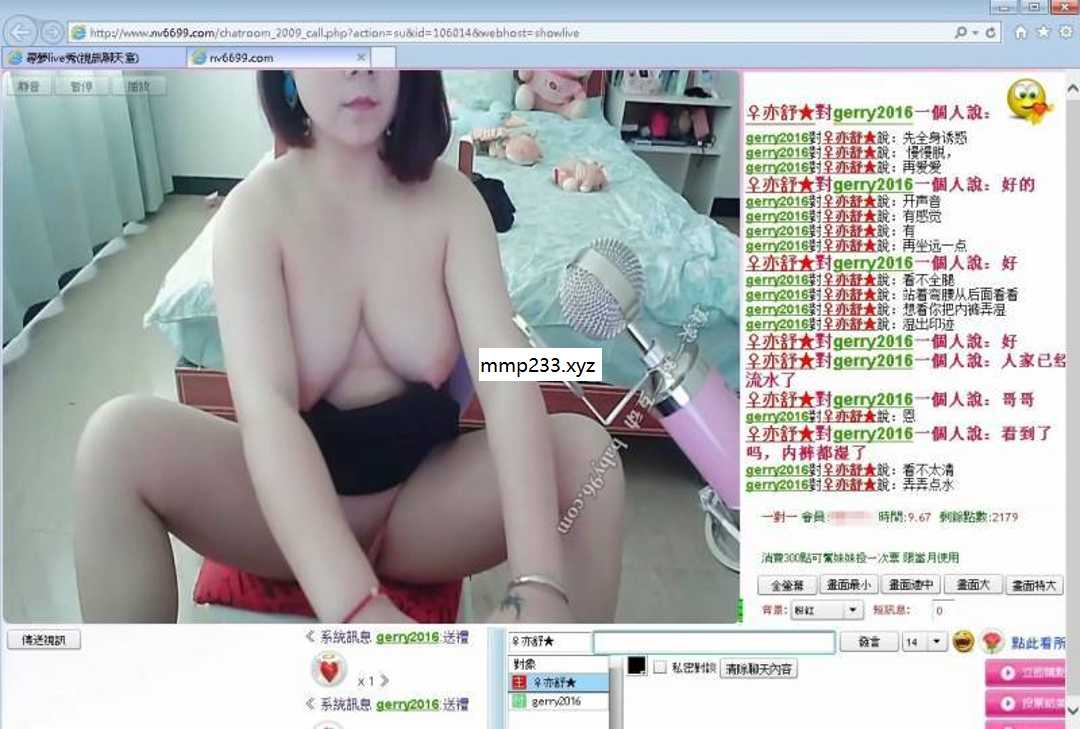 http://www.nv6699.com/chatroom_2009_call.php?action=su&id=106014&webhost=showlive
尋夢live秀(視訊聊天室)
nv6699.com
靜音 暫停 播放
♀亦舒★對gerry2016一個人說：
gerry2016對♀亦舒★說：先全身诱惑
gerry2016對♀亦舒★說：慢慢脱，
gerry2016對♀亦舒★說：再爱爱
♀亦舒★對gerry2016一個人說：好的
gerry2016對♀亦舒★說：开声音
gerry2016對♀亦舒★說：有感觉
gerry2016對♀亦舒★說：有
gerry2016對♀亦舒★說：再坐远一点
♀亦舒★對gerry2016一個人說：好
gerry2016對♀亦舒★說：看不全腿
gerry2016對♀亦舒★說：站着弯腰从后面看看
gerry2016對♀亦舒★說：想看你把内裤弄湿
gerry2016對♀亦舒★說：湿出印迹
♀亦舒★對gerry2016一個人說：好
♀亦舒★對gerry2016一個人說：人家已经
流水了
♀亦舒★對gerry2016一個人說：哥哥
gerry2016對♀亦舒★說：恩
♀亦舒★對gerry2016一個人說：看到了
吗，内裤都湿了
gerry2016對♀亦舒★說：看不太清
gerry2016對♀亦舒★說：弄弄点水
mmp233.xyz
baby96.com
一對一 會員: 時間:9.67 剩餘點數:2179
消費300點可幫妹妹投一次票 限當月使用
全螢幕 畫面最小 畫面適中 畫面大 畫面特大
背景: 粉紅 短訊息: 0
傳送視訊
《 系統訊息 gerry2016 送禮
x 1 》
《 系統訊息 gerry2016 送禮
♀亦舒★ 發言 14 點此看所
對象
♀亦舒★
gerry2016
私密對談 清除聊天內容